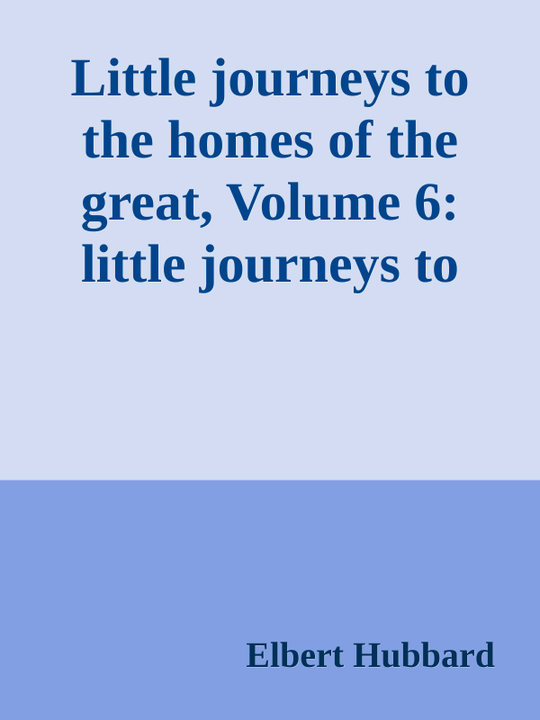 Little journeys to
the homes of the
great, Volume 6:
little journeys to
Elbert Hubbard